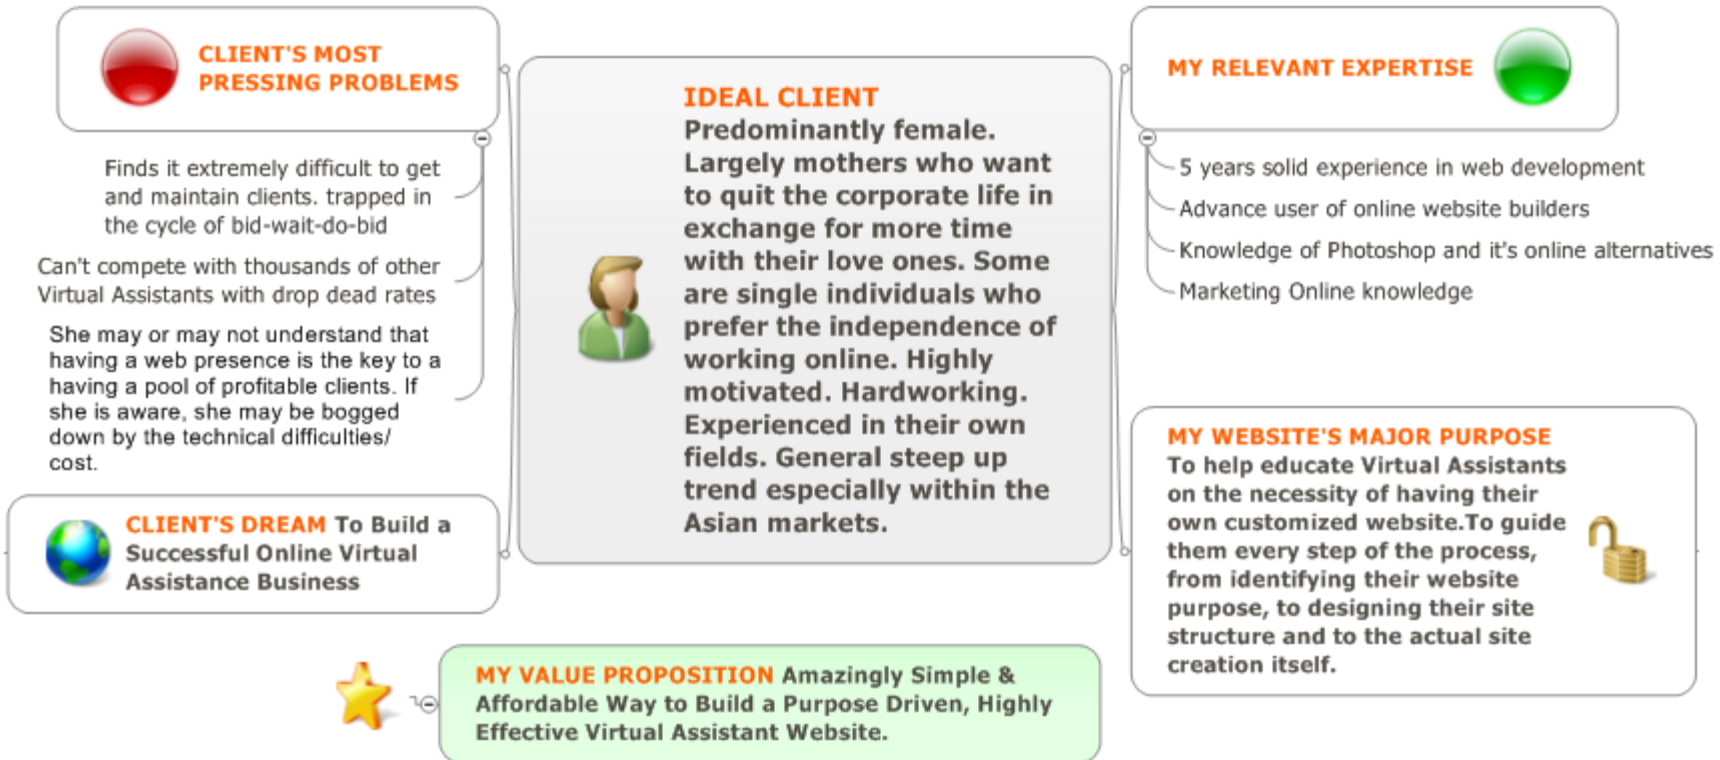 CLIENT'S MOST
PRESSING PROBLEMS
Finds it extremely difficult to get
and maintain clients. trapped in
the cycle of bid-wait-do-bid
Can't compete with thousands of other
Virtual Assistants with drop dead rates
She may or may not understand that
having a web presence is the key to a
having a pool of profitable clients. If
she is aware, she may be bogged
down by the technical difficulties/
cost.
CLIENT'S DREAM To Build a
Successful Online Virtual
Assistance Business
IDEAL CLIENT
Predominantly female.
Largely mothers who want
to quit the corporate life in
exchange for more time
with their love ones. Some
are single individuals who
prefer the independence of
working online. Highly
motivated. Hardworking.
Experienced in their own
fields. General steep up
trend especially within the
Asian markets.
MY RELEVANT EXPERTISE
5 years solid experience in web development
Advance user of online website builders
Knowledge of Photoshop and it's online alternatives
Marketing Online knowledge
MY WEBSITE'S MAJOR PURPOSE
To help educate Virtual Assistants
on the necessity of having their
own customized website.To guide
them every step of the process,
from identifying their website
purpose, to designing their site
structure and to the actual site
creation itself.
MY VALUE PROPOSITION Amazingly Simple &
Affordable Way to Build a Purpose Driven, Highly
Effective Virtual Assistant Website.